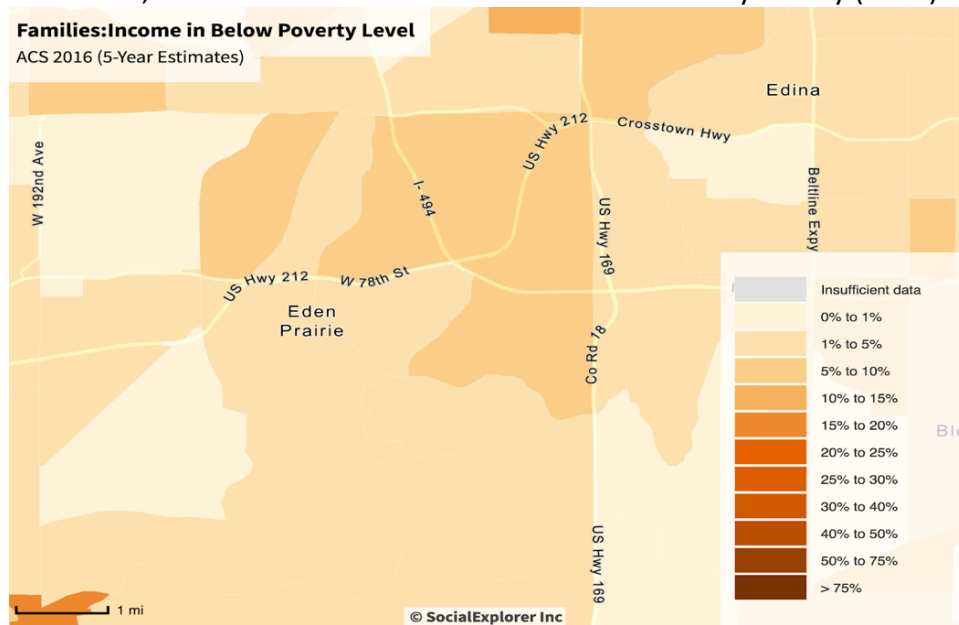 Families:Income in Below Poverty Level
ACS 2016 (5-Year Estimates)
Edina
US Hwy 212
Crosstown Hwy
W 192nd Ave
I-494
Beltline Expy
US Hwy 169
US Hwy 212
W 78th St
Eden
Prairie
Co Rd 18
US Hwy 169
Insufficient data
0% to 1%
1% to 5%
5% to 10%
10% to 15%
15% to 20%
20% to 25%
25% to 30%
30% to 40%
40% to 50%
50% to 75%
> 75%
Ble
1 mi
© SocialExplorer Inc